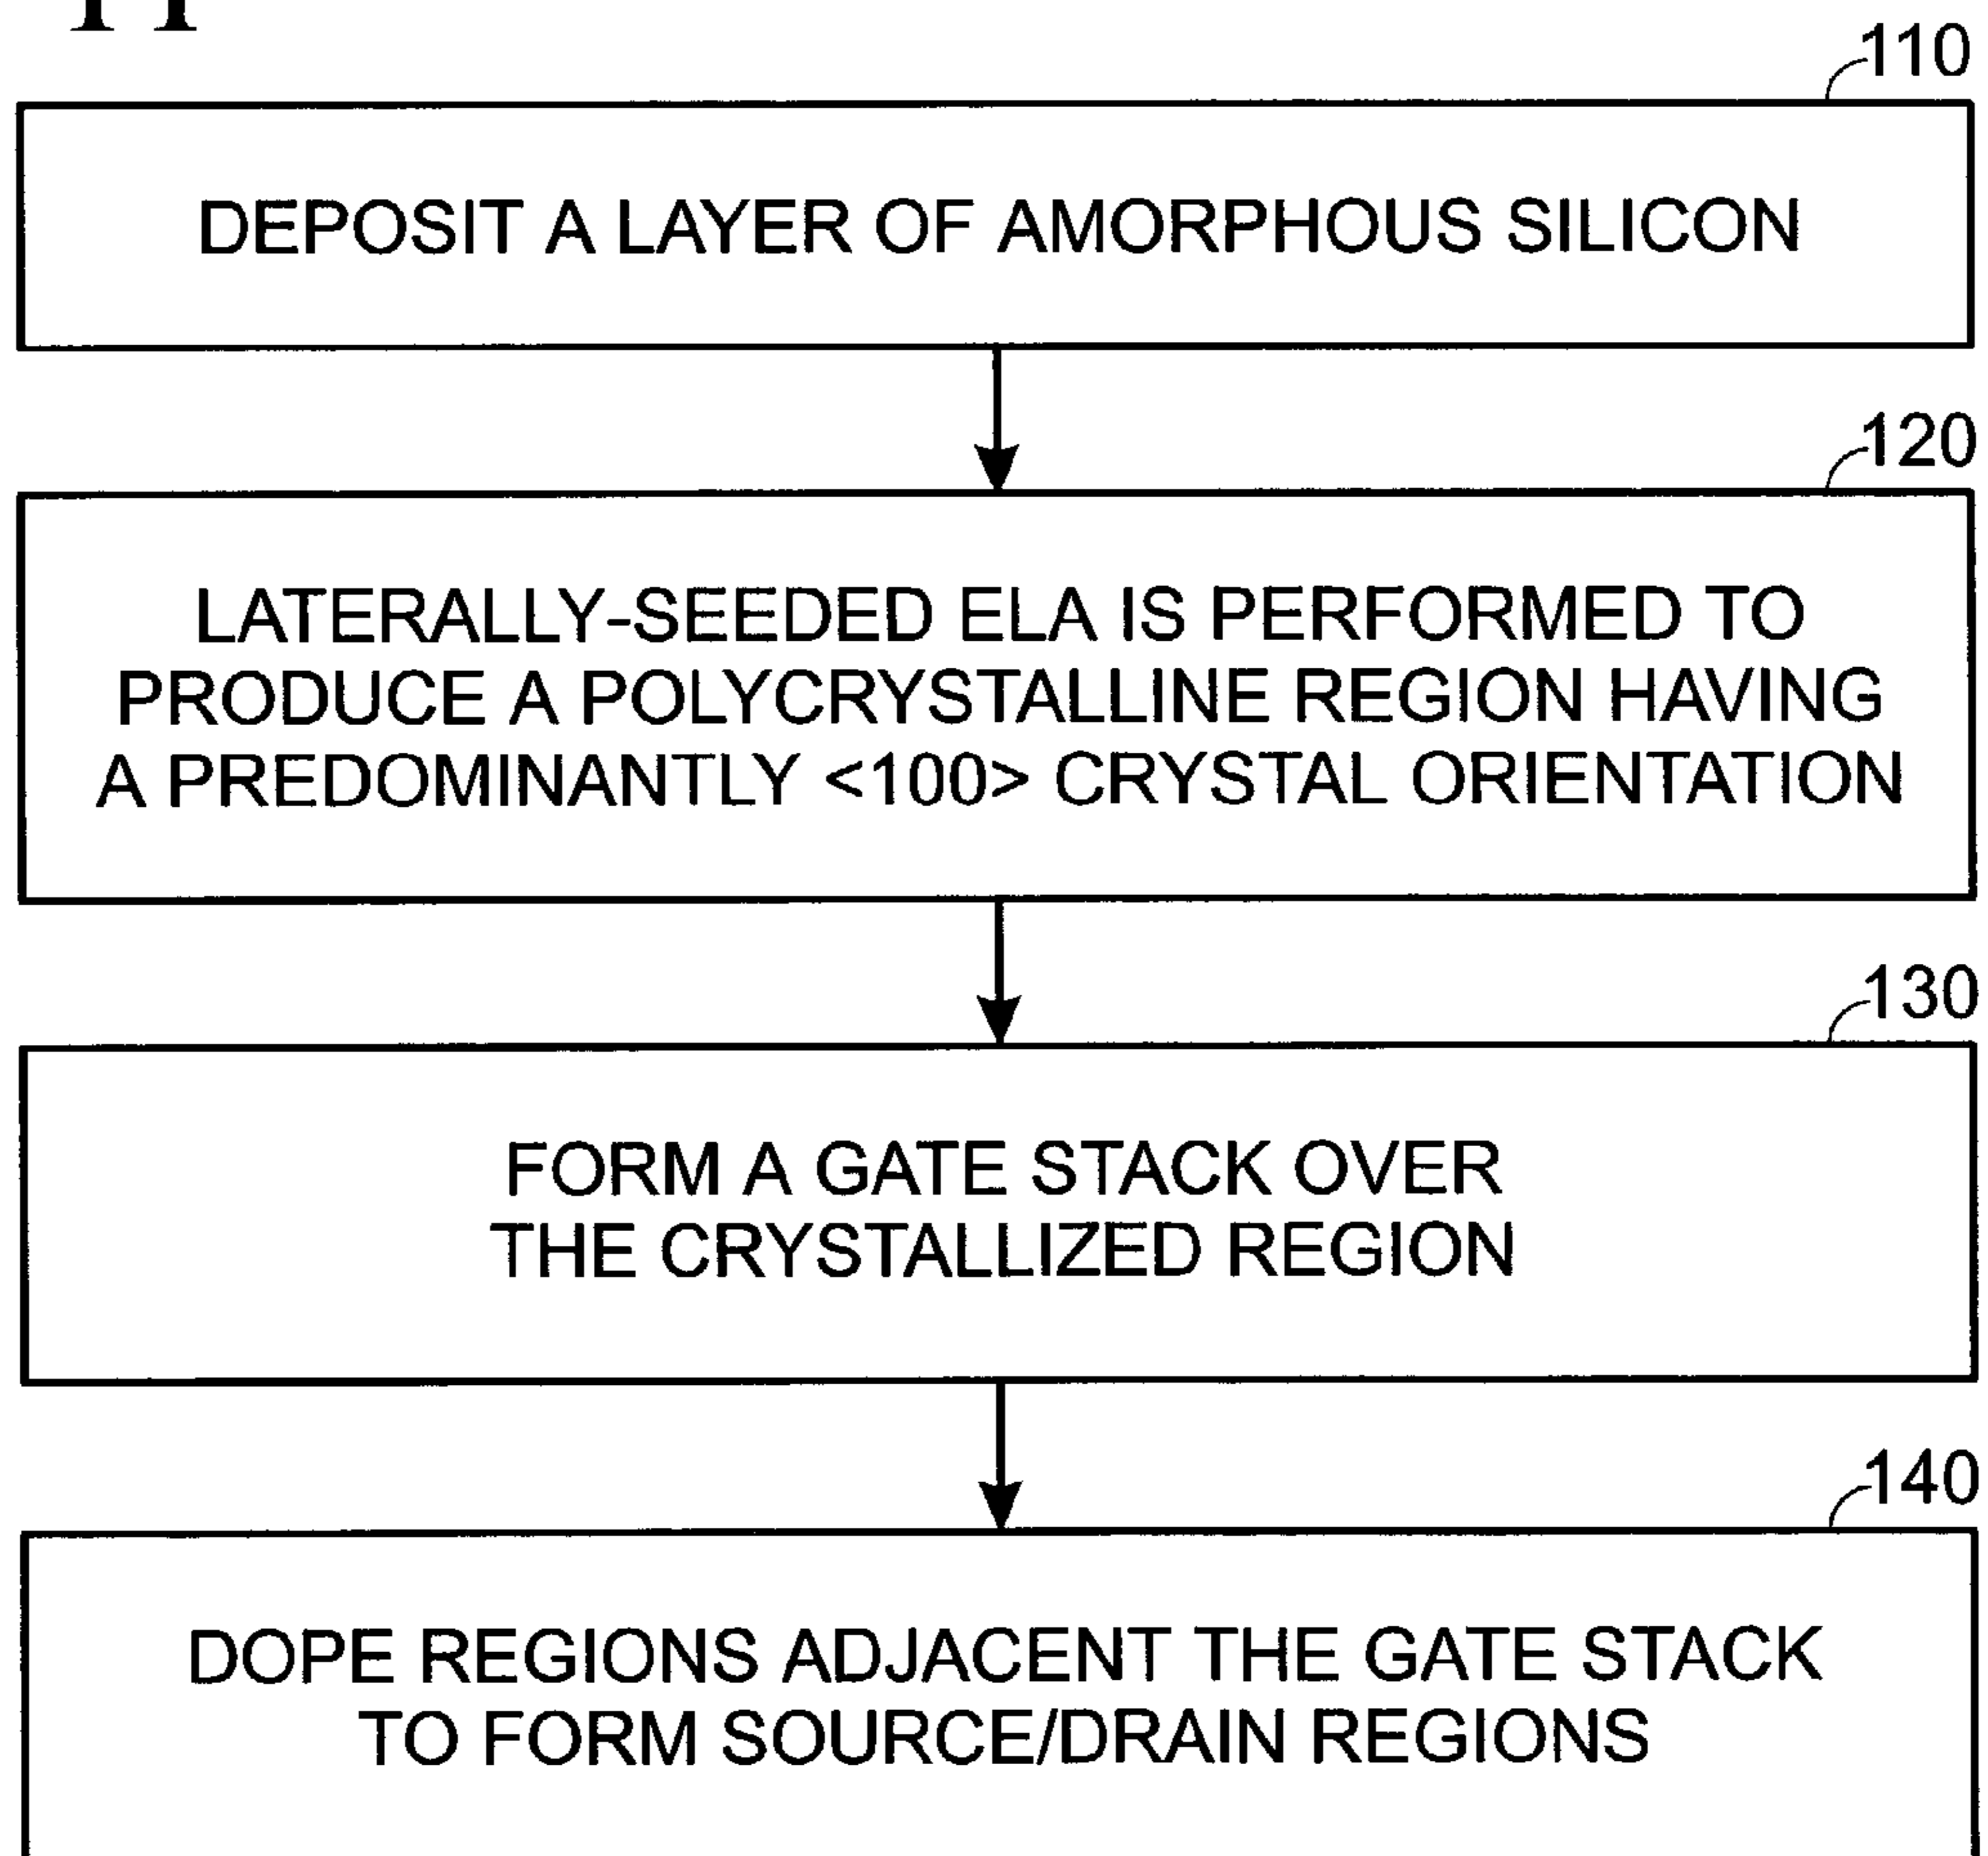 110
DEPOSIT A LAYER OF AMORPHOUS SILICON
120
LATERALLY-SEEDED ELA IS PERFORMED TO
PRODUCE A POLYCRYSTALLINE REGION HAVING
A PREDOMINANTLY <100> CRYSTAL ORIENTATION
130
FORM A GATE STACK OVER
THE CRYSTALLIZED REGION
140
DOPE REGIONS ADJACENT THE GATE STACK
TO FORM SOURCE/DRAIN REGIONS